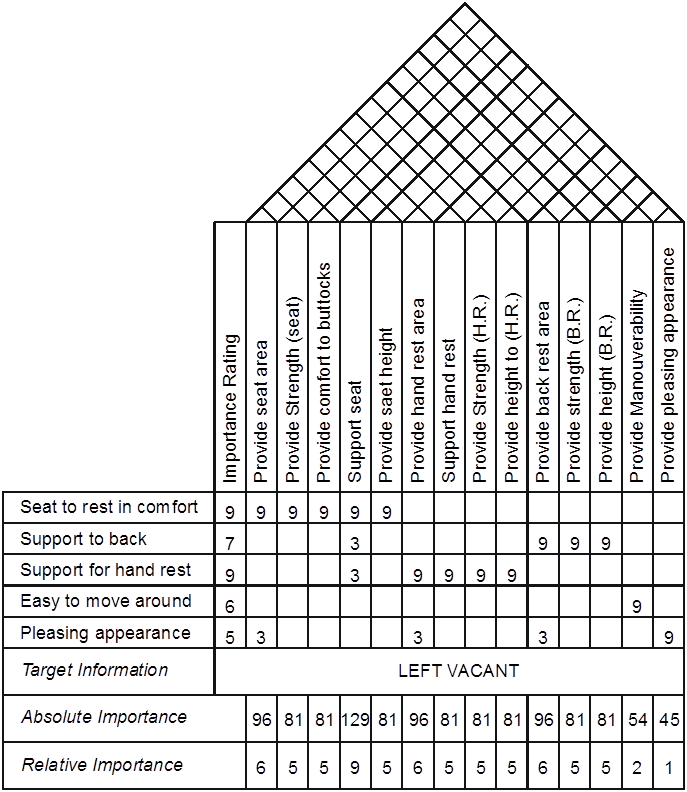 Importance Rating
Provide seat area
Provide Strength (seat)
Provide comfort to buttocks
Support seat
Provide saet height
Provide hand rest area
Support hand rest
Provide Strength (H.R.)
Provide height to (H.R.)
Provide back rest area
Provide strength (B.R.)
Provide height (B.R.)
Provide Manouverability
Provide pleasing appearance
Seat to rest in comfort 9 9 9 9 9 9
Support to back 7 3 9 9 9
Support for hand rest 9 3 9 9 9 9
Easy to move around 6 9
Pleasing appearance 5 3 3 3 9
Target Information LEFT VACANT
Absolute Importance 96 81 81 129 81 96 81 81 81 96 81 81 54 45
Relative Importance 6 5 5 9 5 6 5 5 5 6 5 5 2 1